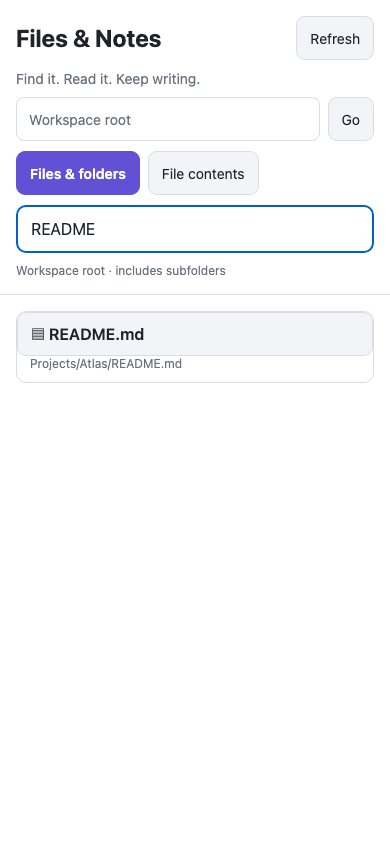 Files & Notes
Refresh
Find it. Read it. Keep writing.
Workspace root
Go
Files & folders
File contents
README
Workspace root · includes subfolders
README.md
Projects/Atlas/README.md